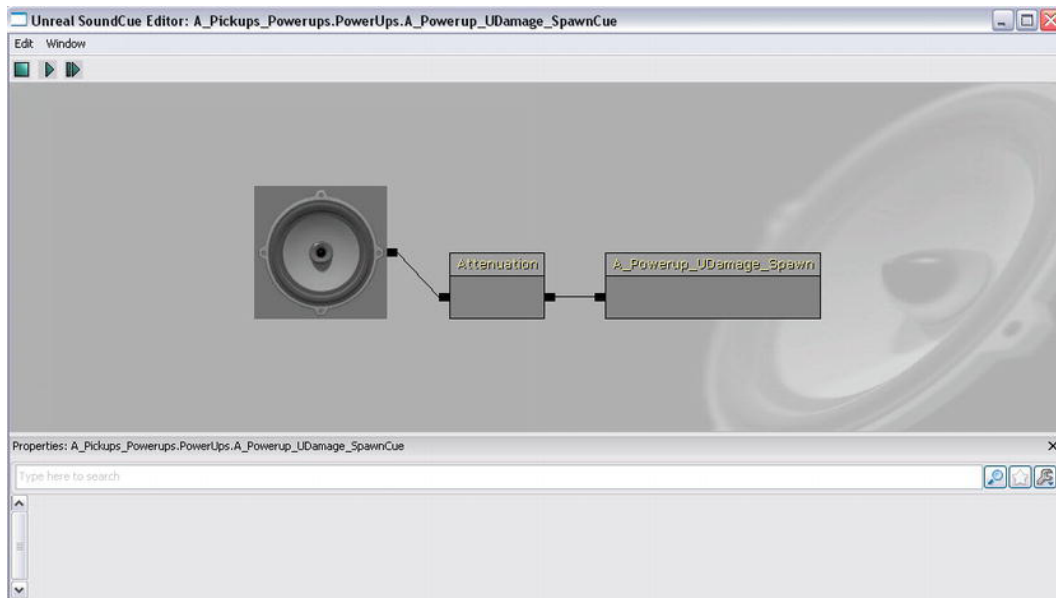 Unreal SoundCue Editor: A_Pickups_Powerups.PowerUps.A_Powerup_UDamage_SpawnCue
Edit Window
Attenuation
A_Powerup_UDamage_Spawn
Properties: A_Pickups_Powerups.PowerUps.A_Powerup_UDamage_SpawnCue
Type here to search